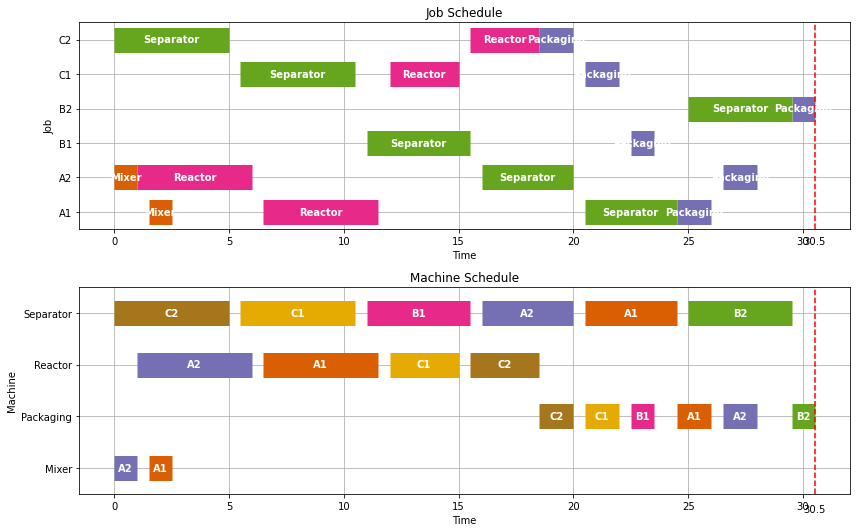 Job Schedule
C2 Separator Reactor Packaging
C1 Separator Reactor Packaging
B2 Separator Packaging
B1 Separator Packaging
A2 Mixer Reactor Separator Packaging
A1 Mixer Reactor Separator Packaging
Job
0 5 10 15 20 25 30 30.5
Time
Machine Schedule
Separator C2 C1 B1 A2 A1 B2
Reactor A2 A1 C1 C2
Packaging C2 C1 B1 A1 A2 B2
Mixer A2 A1
Machine
0 5 10 15 20 25 30
30.5
Time